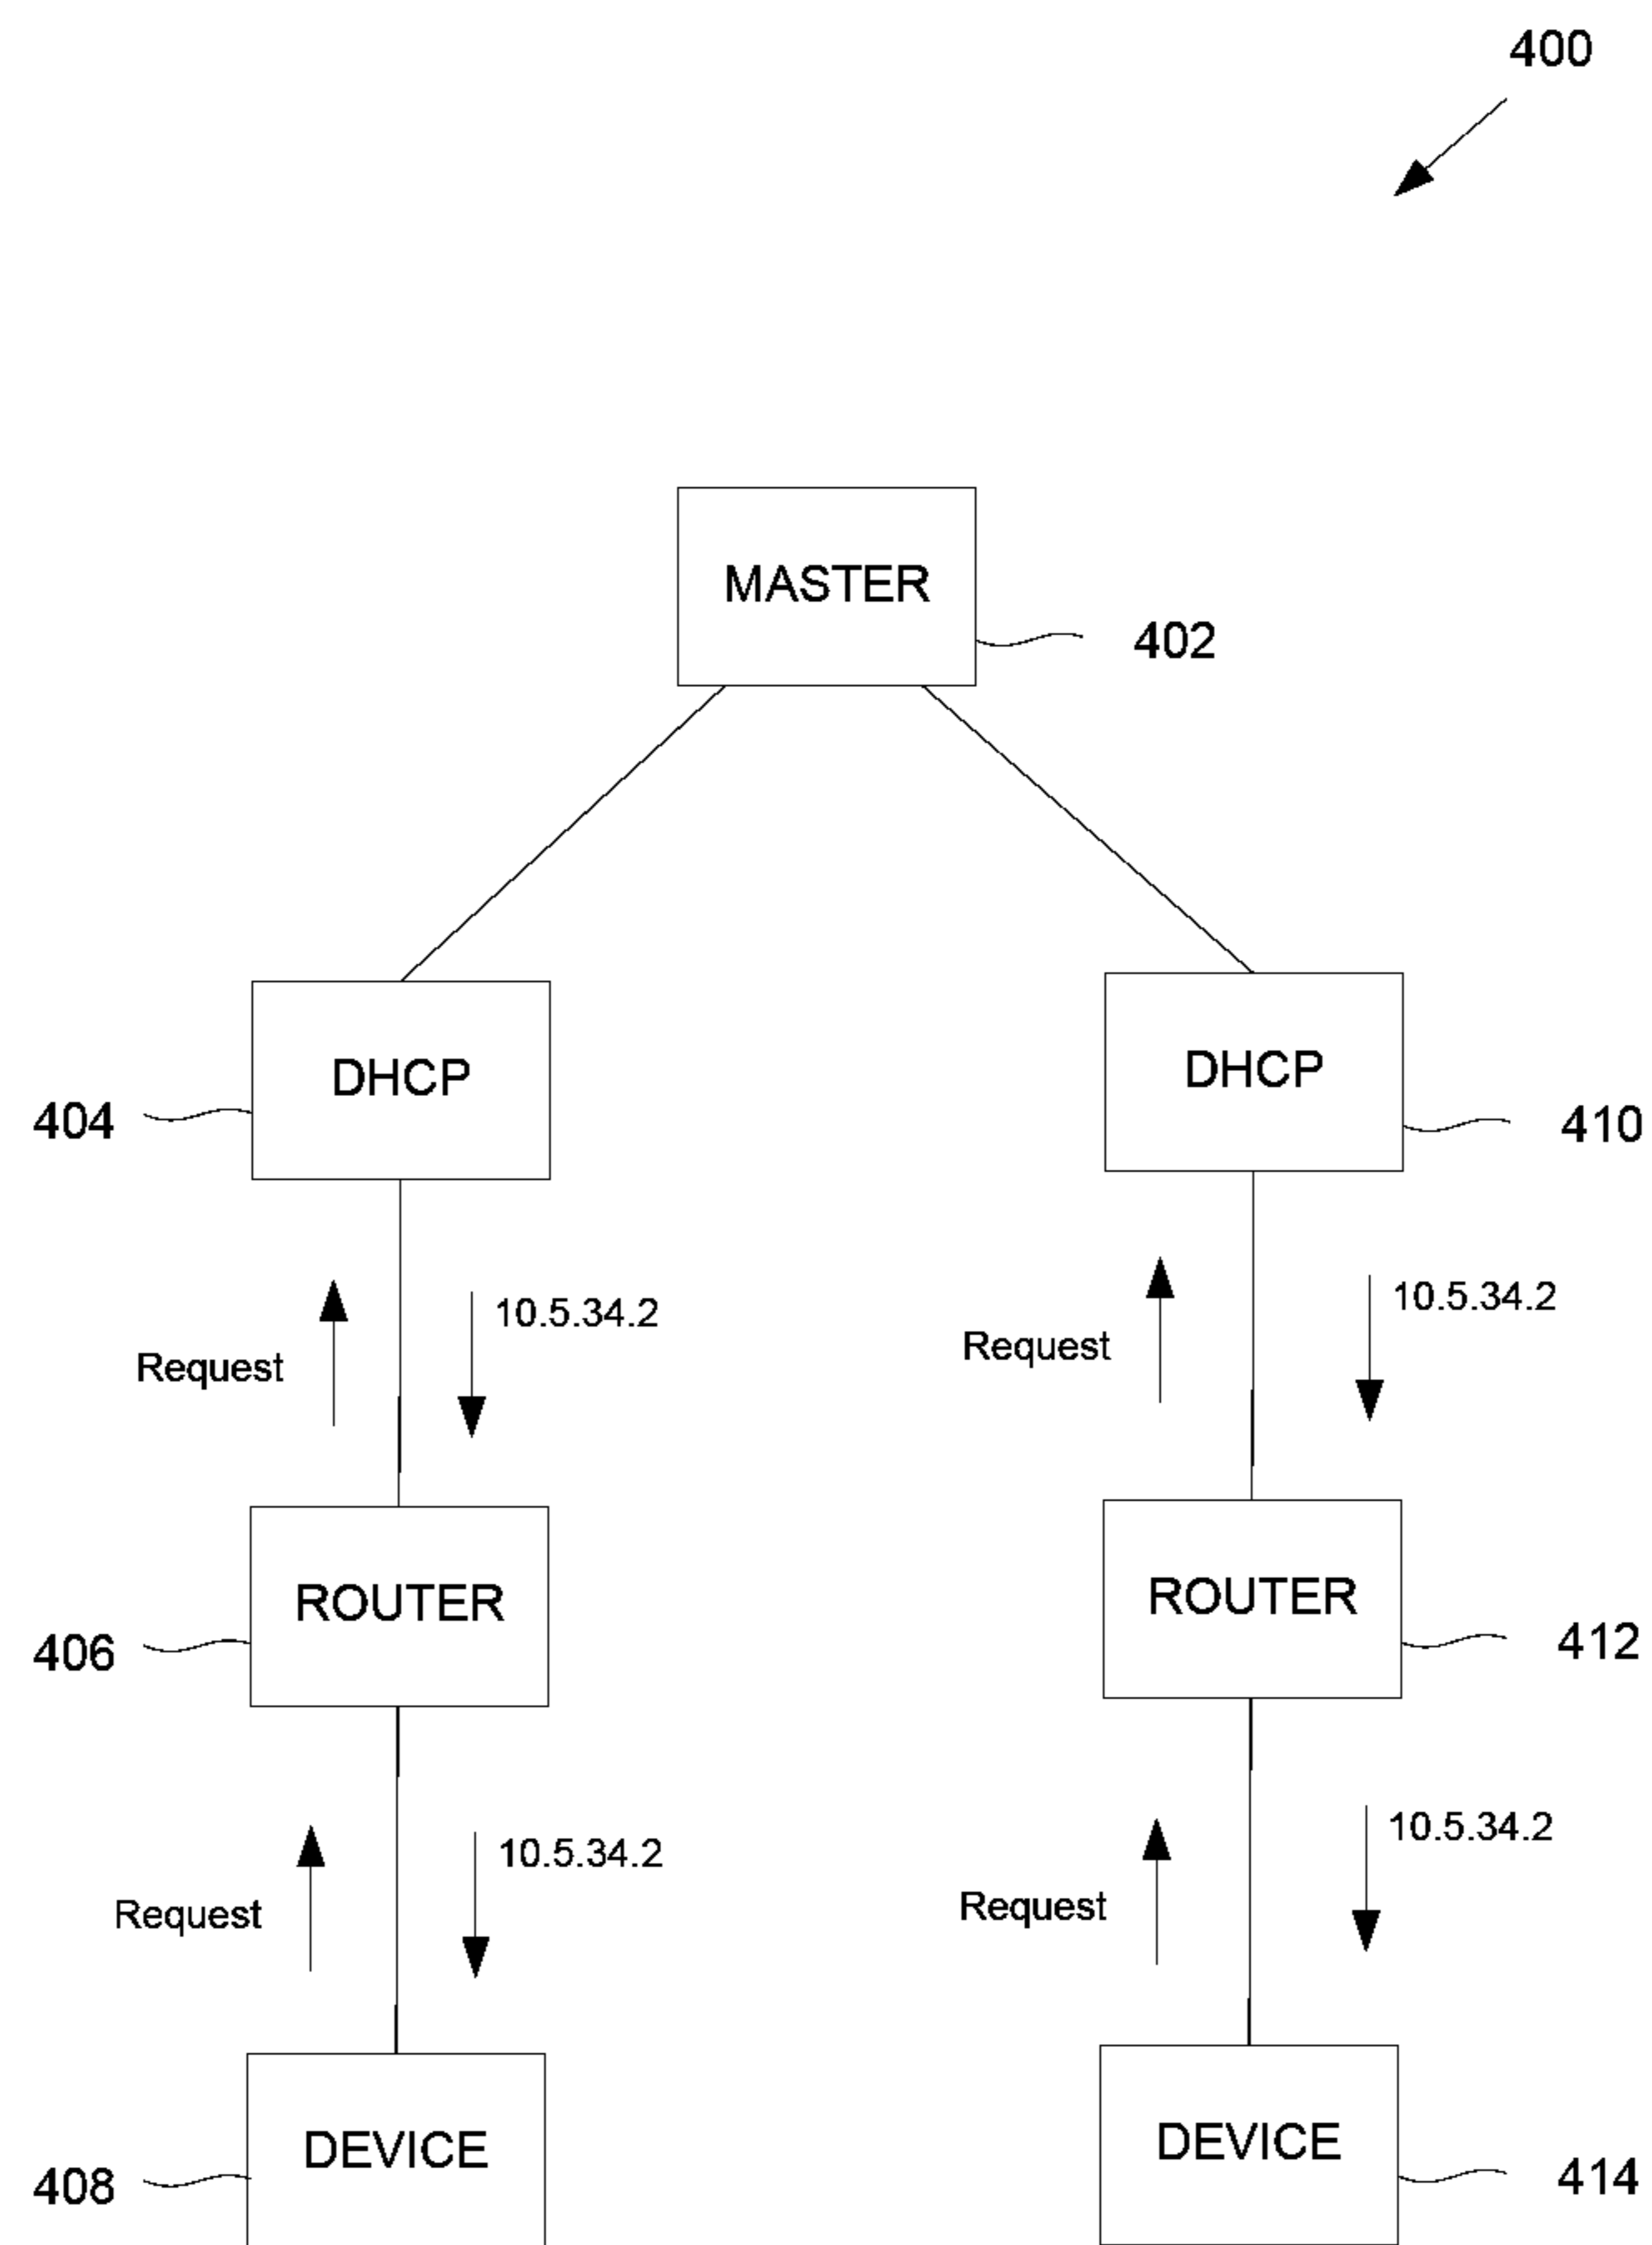 400
MASTER
402
DHCP
DHCP
404
410
10.5.34.2
10.5.34.2
Request
Request
ROUTER
ROUTER
406
412
10.5.34.2
10.5.34.2
Request
Request
DEVICE
DEVICE
408
414